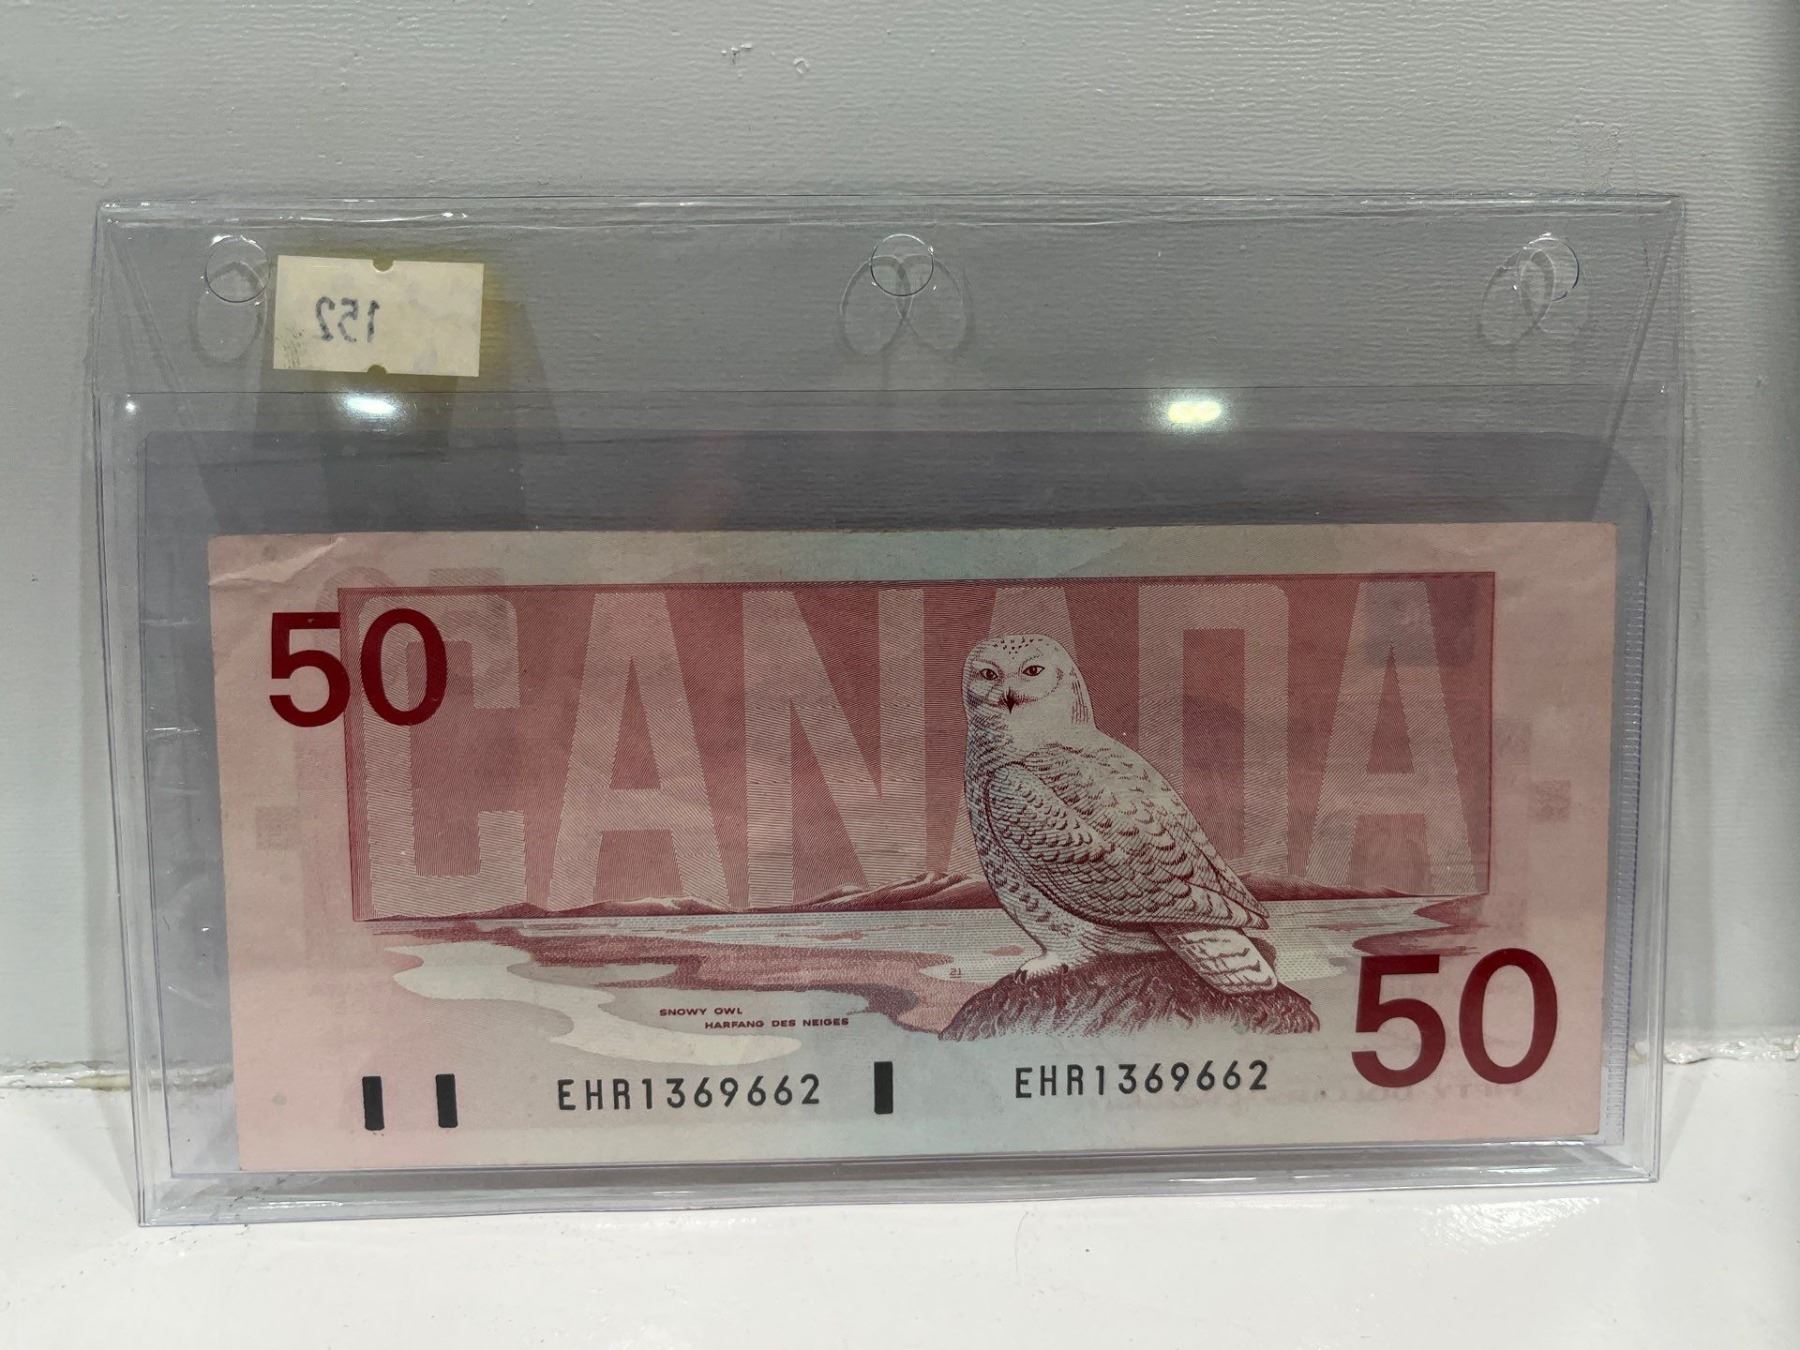 152
50
CANADA
SNOWY OWL
HARFANG DES NEIGES
50
EHR1369662
EHR1369662